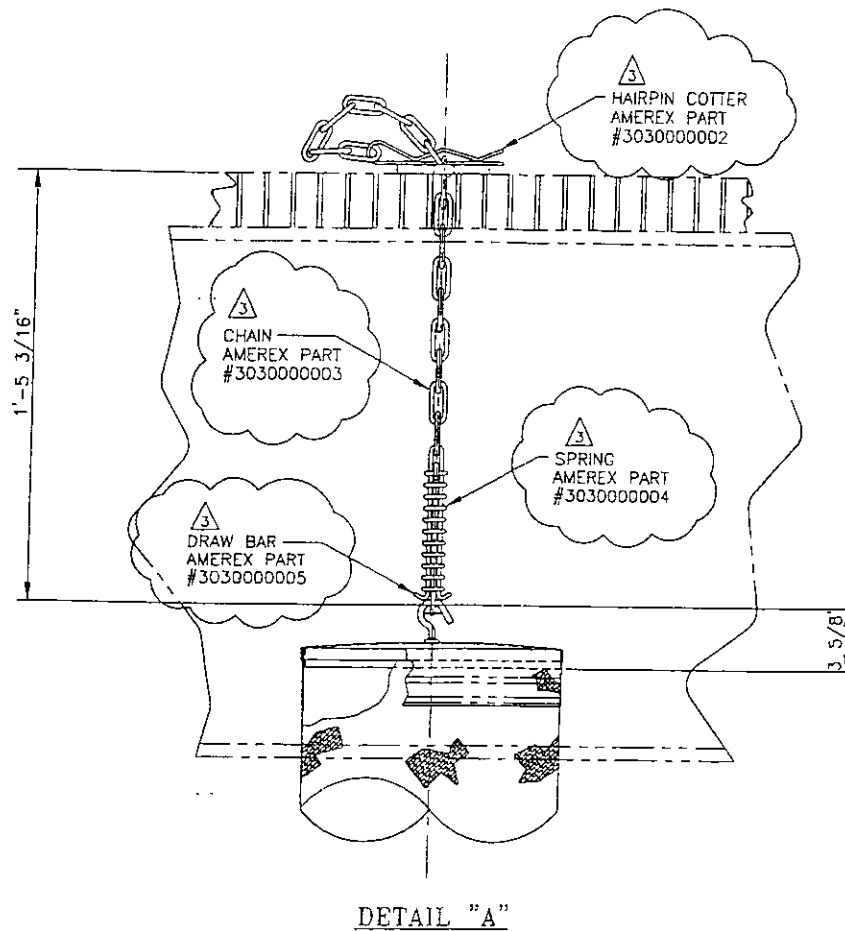 3
HAIRPIN COTTER
AMEREX PART
#3030000002
1'-5 3/16"
3
CHAIN
AMEREX PART
#3030000003
3
SPRING
AMEREX PART
#3030000004
3
DRAW BAR
AMEREX PART
#3030000005
3 5/8"
DETAIL "A"